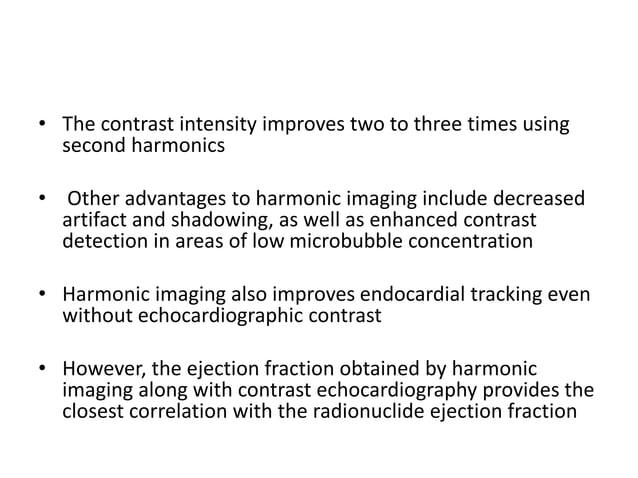 • The contrast intensity improves two to three times using
second harmonics
• Other advantages to harmonic imaging include decreased
artifact and shadowing, as well as enhanced contrast
detection in areas of low microbubble concentration
• Harmonic imaging also improves endocardial tracking even
without echocardiographic contrast
• However, the ejection fraction obtained by harmonic
imaging along with contrast echocardiography provides the
closest correlation with the radionuclide ejection fraction